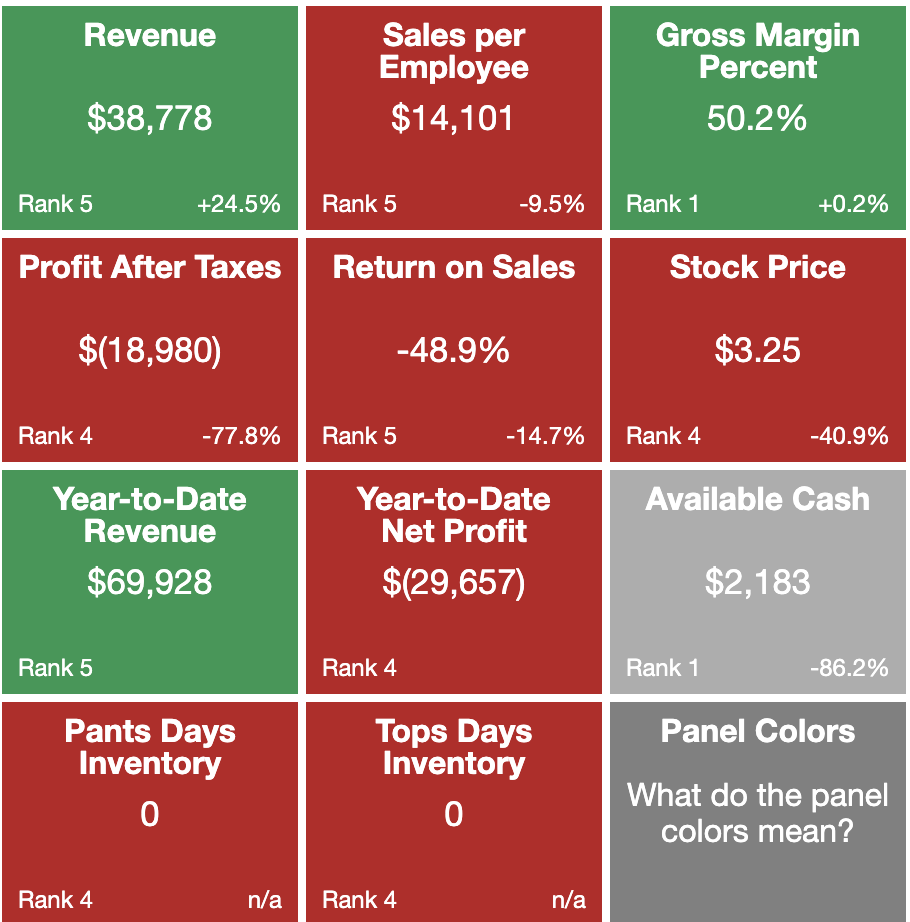 Revenue
$38,778
Rank 5 +24.5%
Sales per
Employee
$14,101
Rank 5 -9.5%
Gross Margin
Percent
50.2%
Rank 1 +0.2%
Profit After Taxes
$(18,980)
Rank 4 -77.8%
Return on Sales
-48.9%
Rank 5 -14.7%
Stock Price
$3.25
Rank 4 -40.9%
Year-to-Date
Revenue
$69,928
Rank 5
Year-to-Date
Net Profit
$(29,657)
Rank 4
Available Cash
$2,183
Rank 1 -86.2%
Pants Days
Inventory
0
Rank 4 n/a
Tops Days
Inventory
0
Rank 4 n/a
Panel Colors
What do the panel
colors mean?